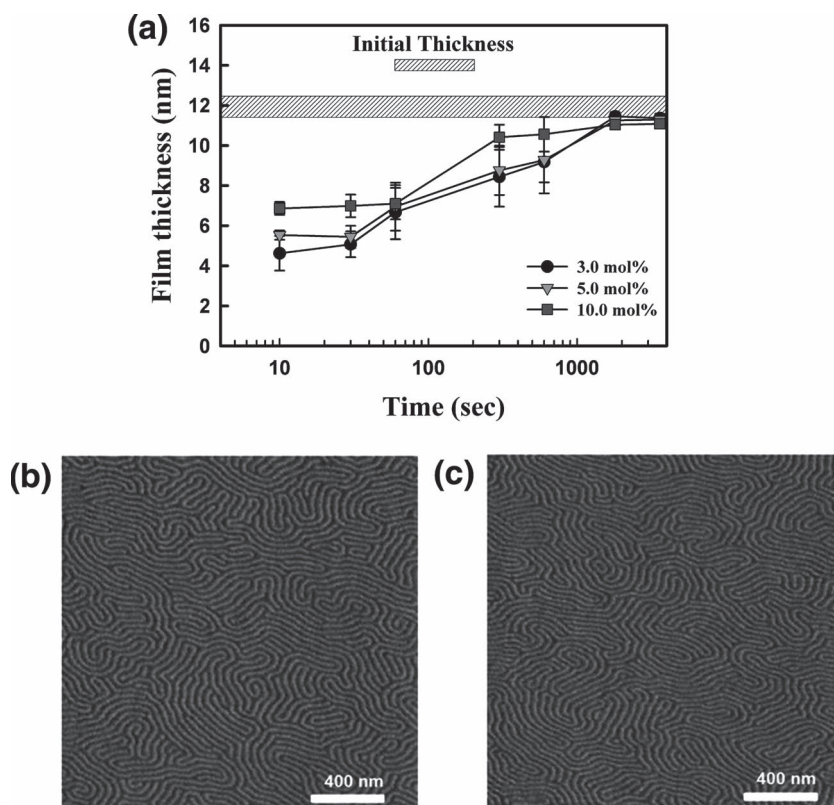 (a)
16
14
12
10
8
6
4
2
0
Film thickness (nm)
Initial Thickness
3.0 mol%
5.0 mol%
10.0 mol%
10
100
1000
Time (sec)
(b)
400 nm
(c)
400 nm